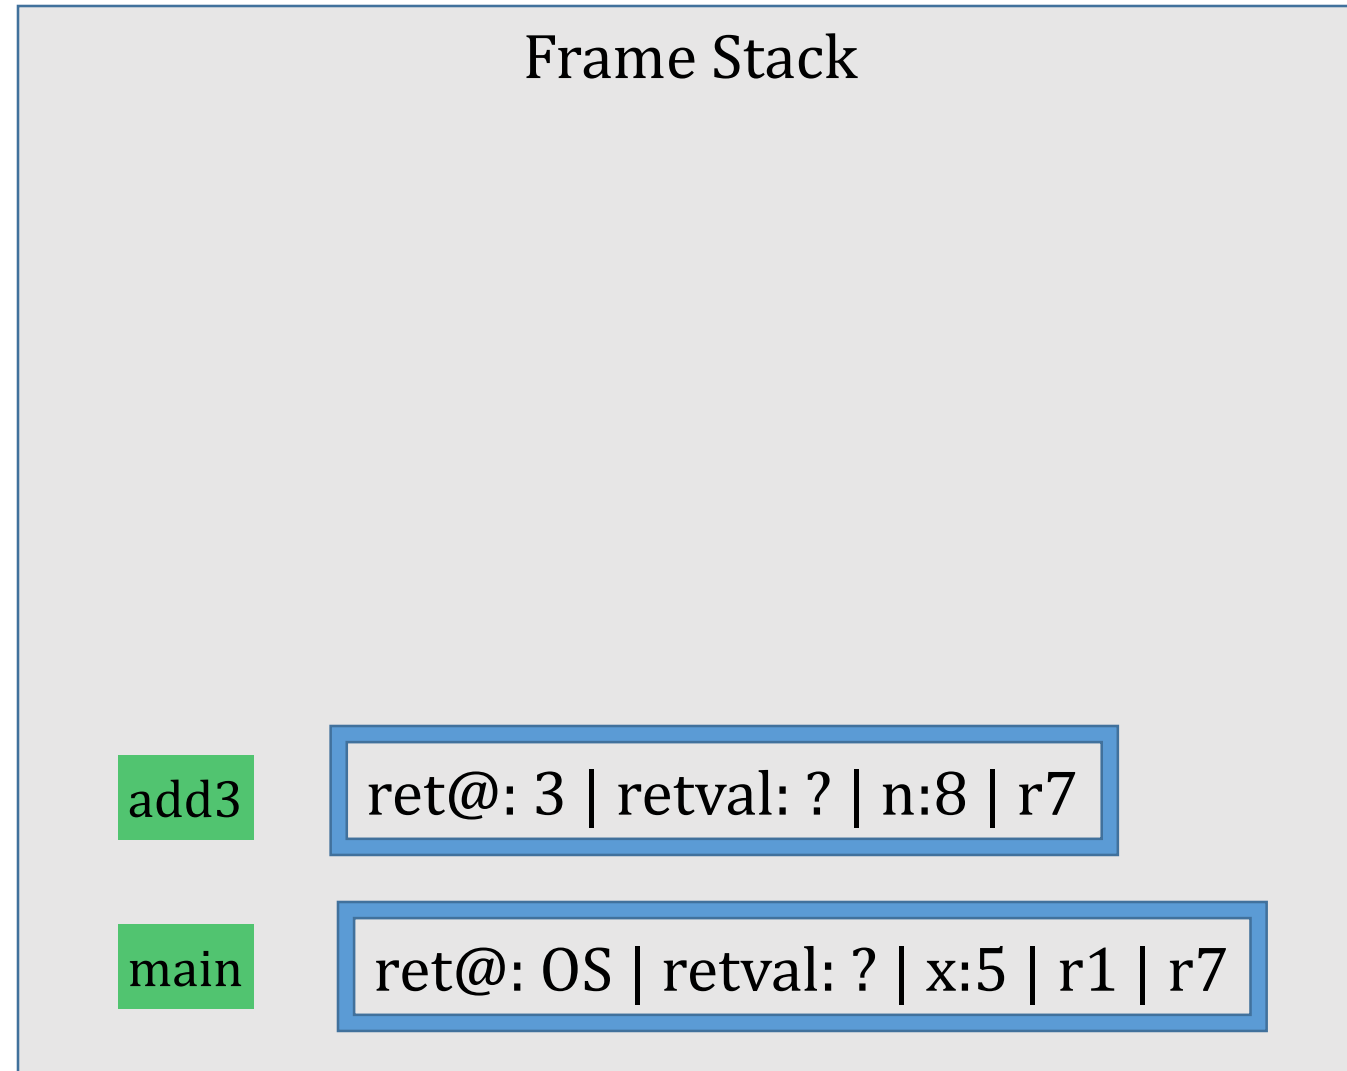 Frame Stack
add3
ret@: 3 | retval: ? | n:8 | r7
main
ret@: OS | retval: ? | x:5 | r1 | r7